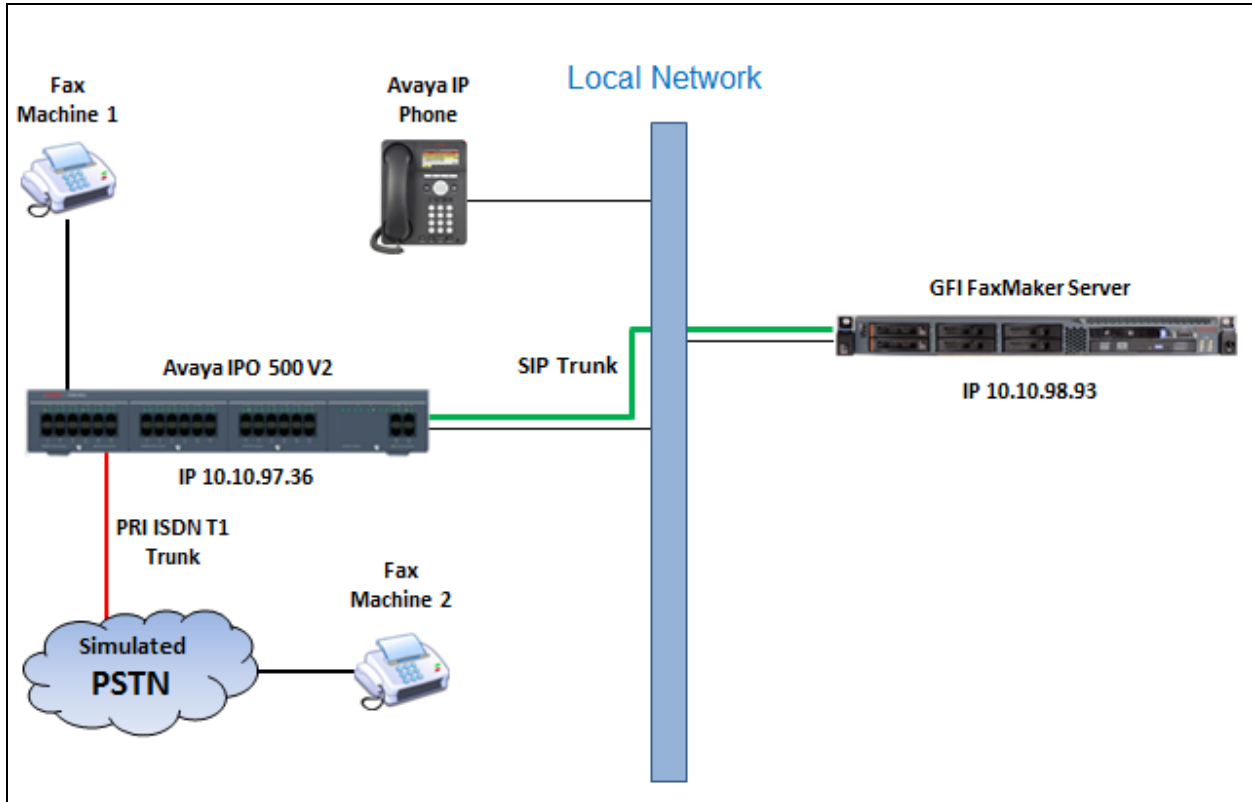 Fax
Machine 1
Avaya IP
Phone
Local Network
GFI FaxMaker Server
Avaya IPO 500 V2
SIP Trunk
IP 10.10.98.93
IP 10.10.97.36
PRI ISDN T1
Trunk
Fax
Machine 2
Simulated
PSTN